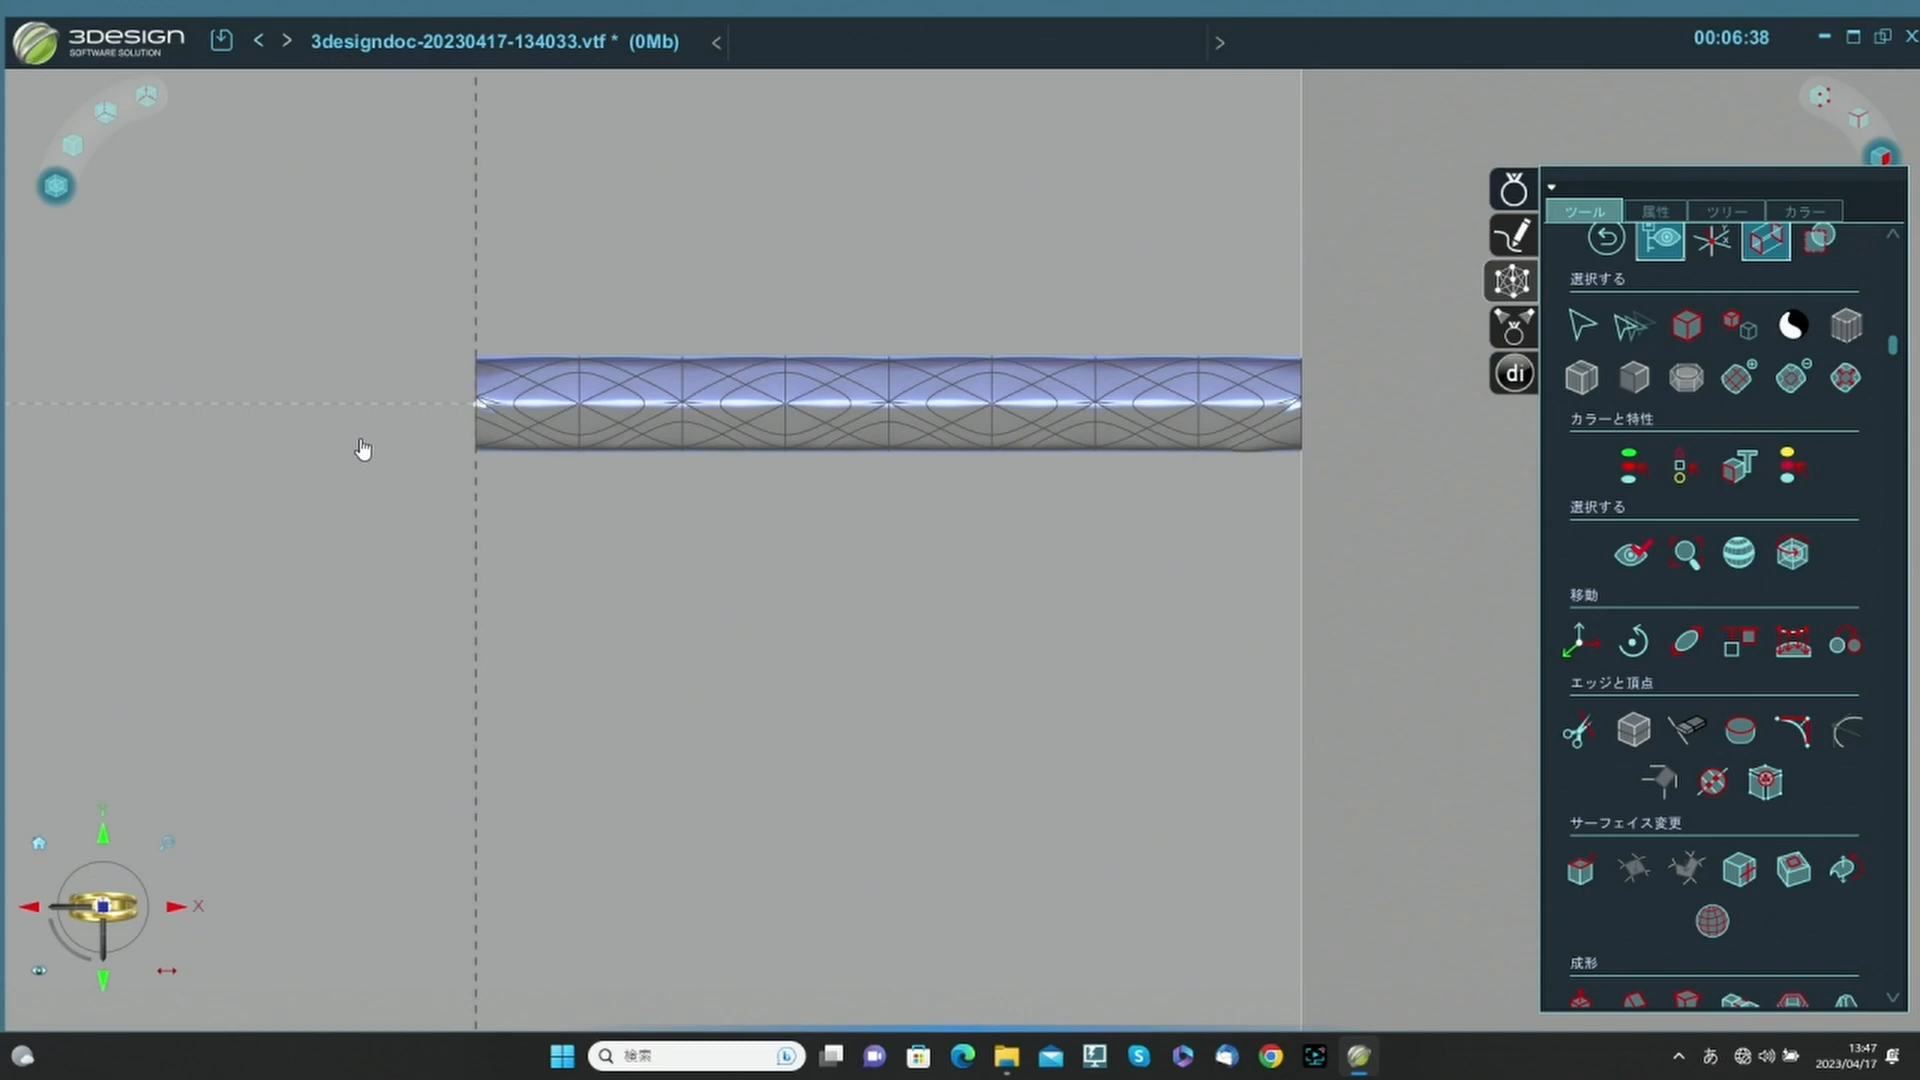 3DESIGN
SOFTWARE SOLUTION
3designdoc-20230417-134033.vtf * (0Mb)
00:06:38
ツール
属性
ツリー
カラー
選択する
カラーと特性
選択する
移動
エッジと頂点
サーフェイス変更
成形
di
Y
X
検索
あ
13:47
2023/04/17